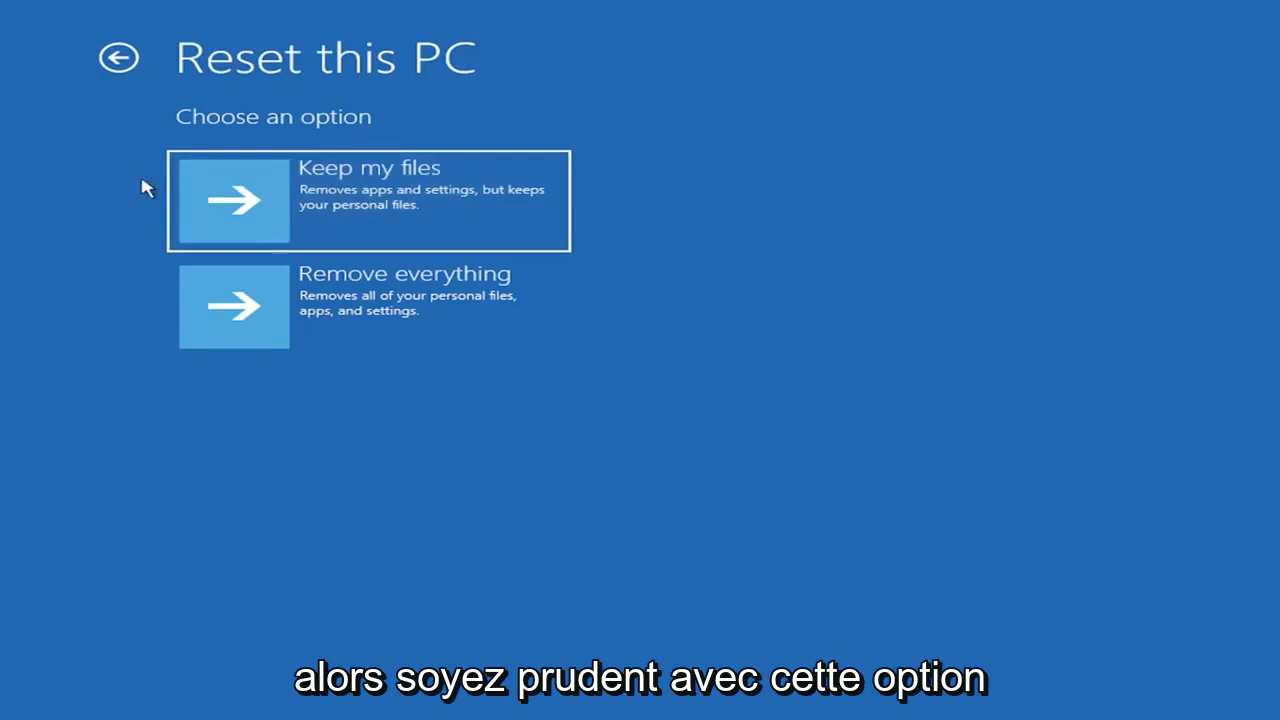 Reset this PC
Choose an option
Keep my files
Removes apps and settings, but keeps
your personal files.
Remove everything
Removes all of your personal files,
apps, and settings.
alors soyez prudent avec cette option